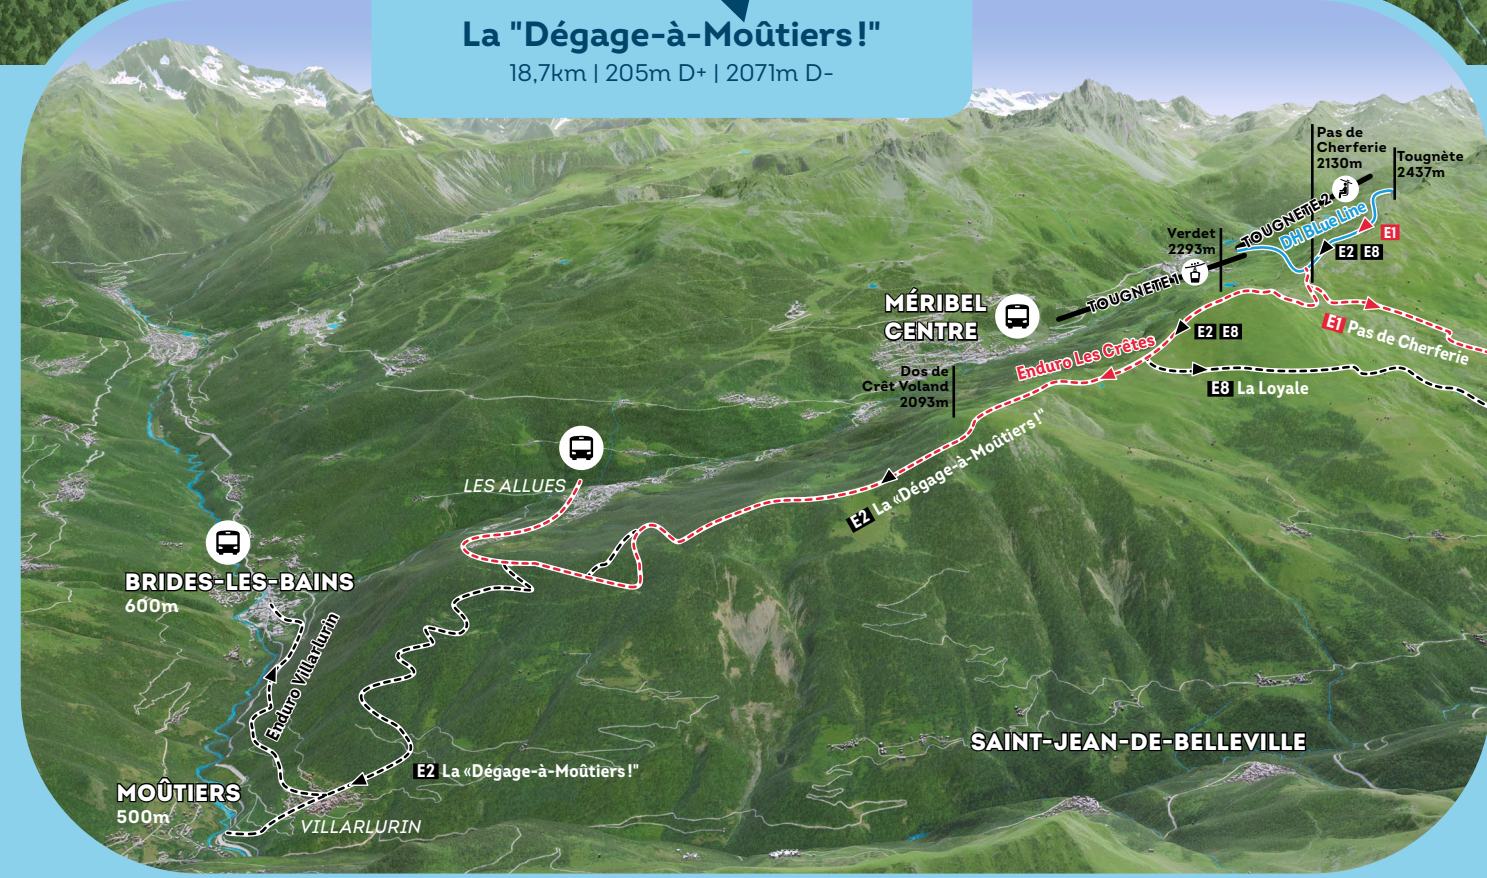 La "Dégage-à-Moûtiers !"
18,7km | 205m D+ | 2071m D-
Pas de
Cherferie
2130m
Tougnète
2437m
TOUGNETE 2
DH BLue Line
E1
E2 E8
Verdet
2293m
TOUGNETE 1
MÉRIBEL
CENTRE
E2 E8
E1 Pas de Cherferie
Enduro Les Crêtes
Dos de
Crêt Voland
2093m
E8 La Loyale
E2 La «Dégage-à-Moûtiers!"
LES ALLUES
BRIDES-LES-BAINS
600m
Enduro Villarlurin
SAINT-JEAN-DE-BELLEVILLE
E2 La «Dégage-à-Moûtiers !"
MOÛTIERS
500m
VILLARLURIN